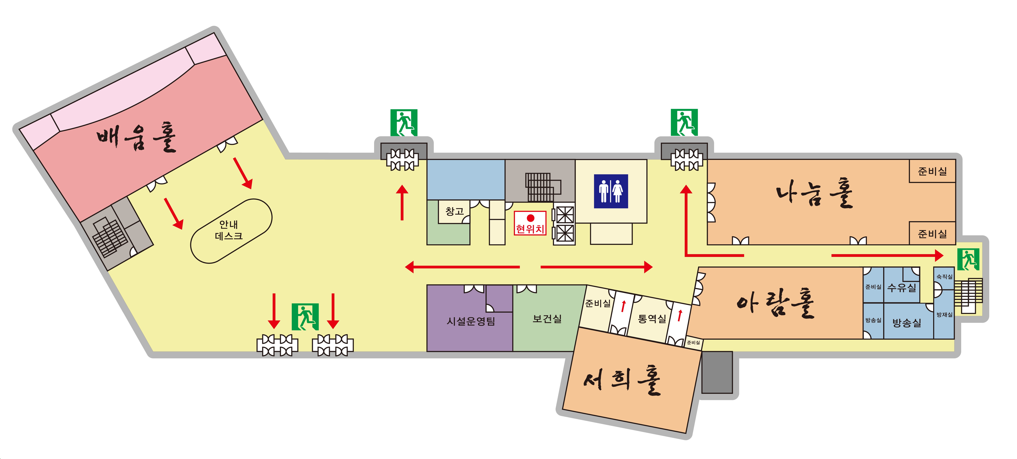 배움홀
안내
데스크
창고
현위치
나눔홀
준비실
준비실
시설운영팀
보건실
준비실
통역실
준비실
서희홀
아람홀
준비실
수유실
숙직실
방송실
방송실
방재실